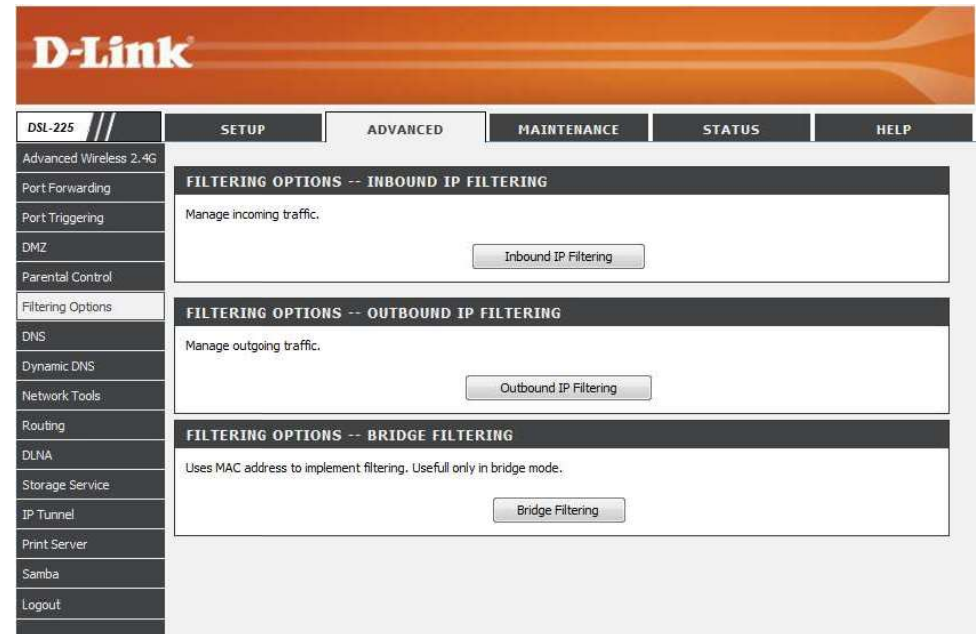 D-Link
DSL-225
SETUP
ADVANCED
MAINTENANCE
STATUS
HELP
Advanced Wireless 2.4G
Port Forwarding
Port Triggering
DMZ
Parental Control
Filtering Options
DNS
Dynamic DNS
Network Tools
Routing
DLNA
Storage Service
IP Tunnel
Print Server
Samba
Logout
FILTERING OPTIONS -- INBOUND IP FILTERING
Manage incoming traffic.
Inbound IP Filtering
FILTERING OPTIONS -- OUTBOUND IP FILTERING
Manage outgoing traffic.
Outbound IP Filtering
FILTERING OPTIONS -- BRIDGE FILTERING
Uses MAC address to implement filtering. Usefull only in bridge mode.
Bridge Filtering